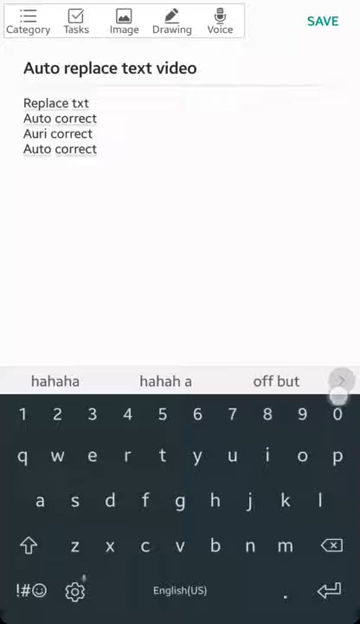 Category Tasks Image Drawing Voice SAVE
Auto replace text video
Replace txt
Auto correct
Auri correct
Auto correct
hahaha hahah a off but
1 2 3 4 5 6 7 8 9 0
q w e r t y u i o p
a s d f g h j k l
z x c v b n m
!#☺ English(US) .